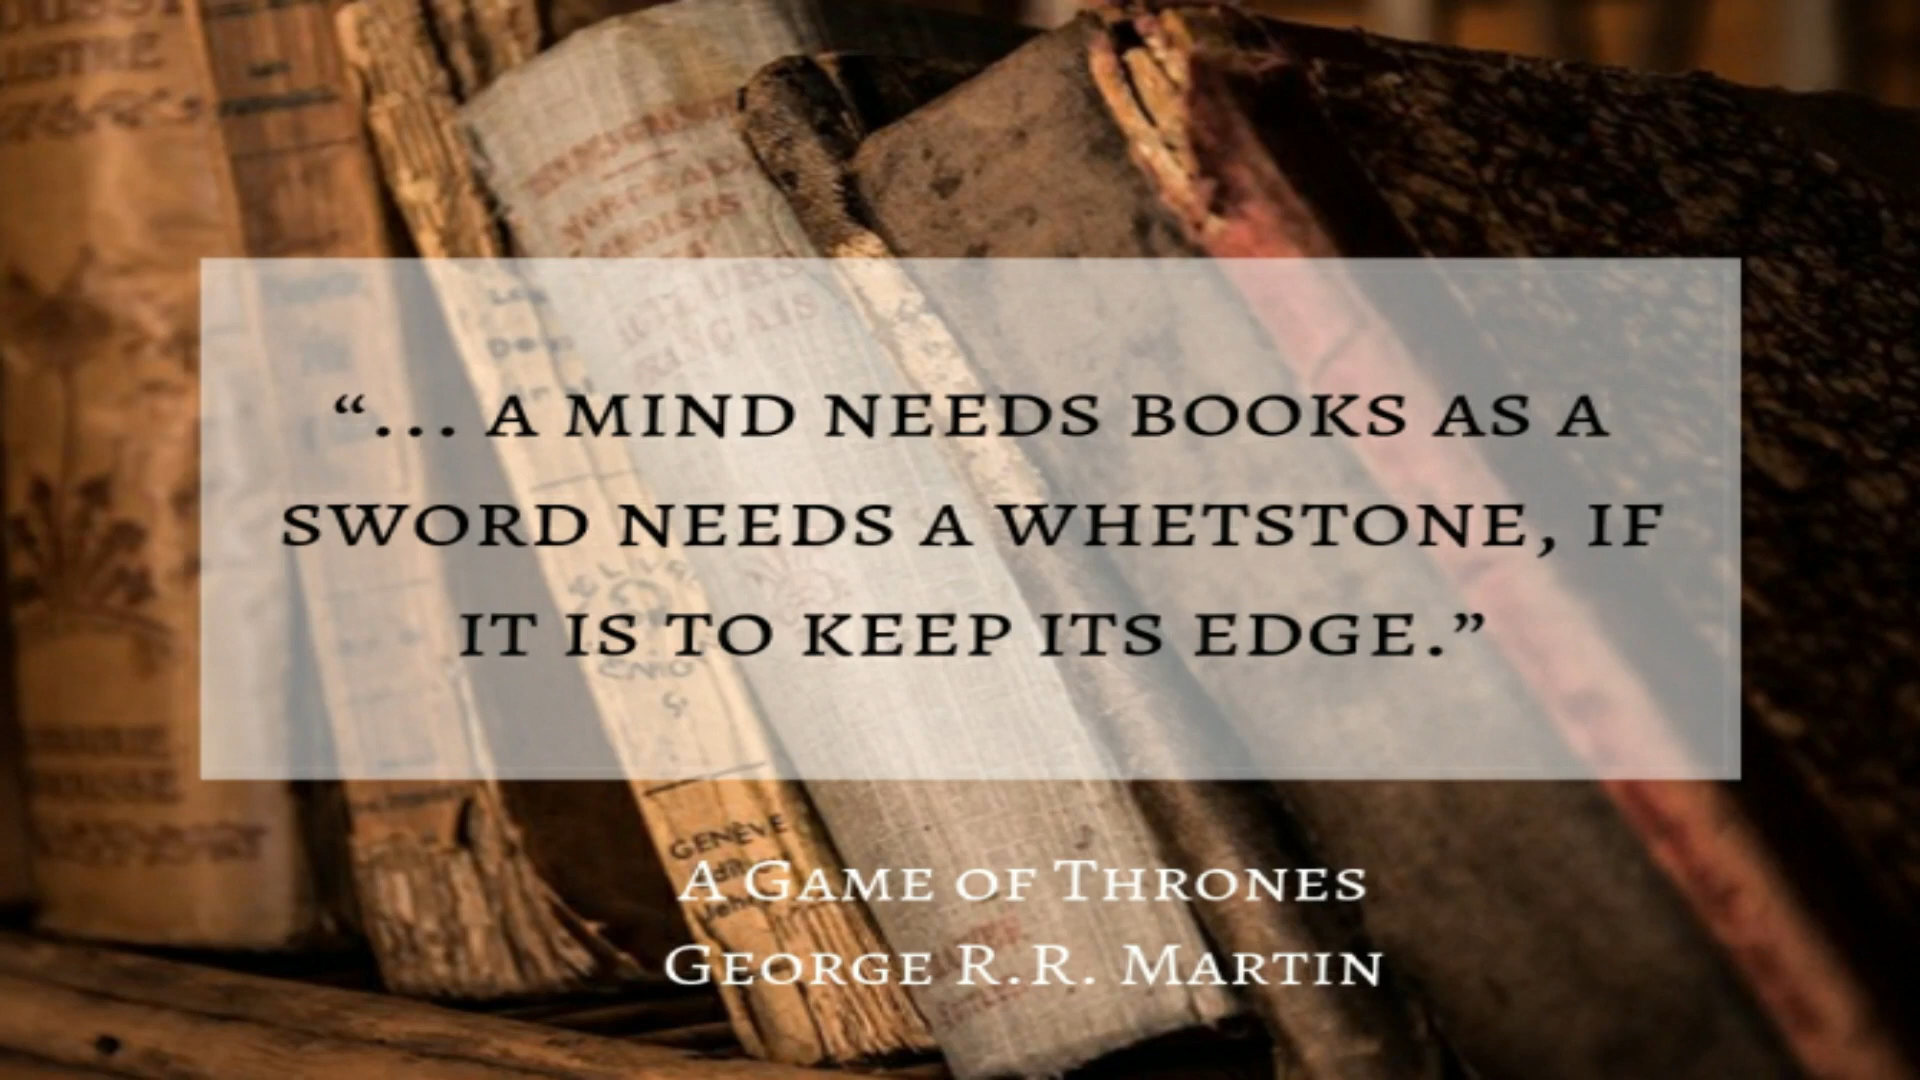 “... A MIND NEEDS BOOKS AS A
SWORD NEEDS A WHETSTONE, IF
IT IS TO KEEP ITS EDGE.”
GENÈVE
A GAME OF THRONES
GEORGE R.R. MARTIN